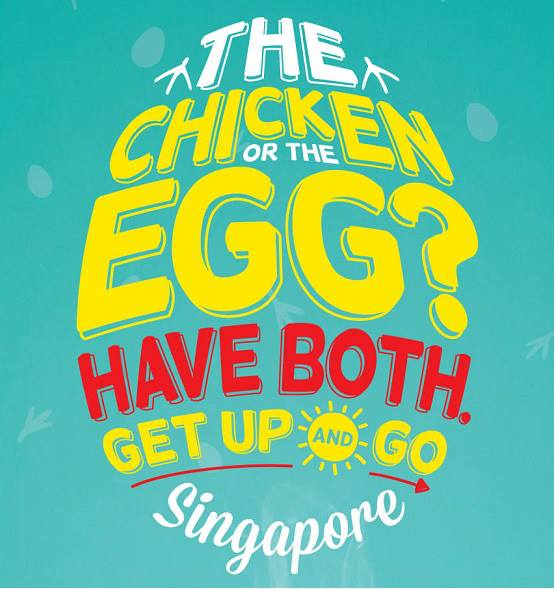 THE
CHICKEN
OR THE
EGG?
HAVE BOTH.
GET UP AND GO
Singapore